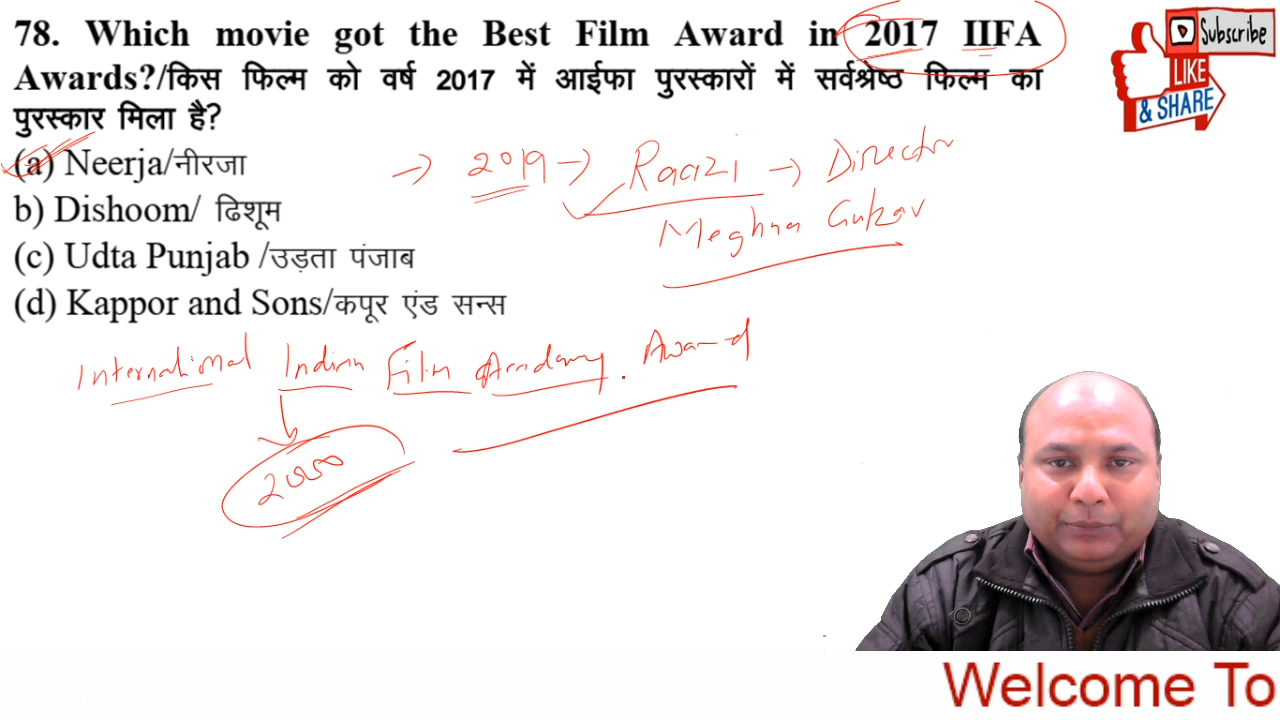 78. Which movie got the Best Film Award in 2017 IIFA
Awards?/किस फिल्म को वर्ष 2017 में आईफा पुरस्कारों में सर्वश्रेष्ठ फिल्म का
पुरस्कार मिला है?
(a) Neerja/नीरजा
b) Dishoom/ ढिशूम
(c) Udta Punjab /उड़ता पंजाब
(d) Kappor and Sons/कपूर एंड सन्स
→ 2019 → Raazi → Director
Meghna Gulzar
International Indian Film Academy. Award
2000
Subscribe
LIKE
& SHARE
Welcome To